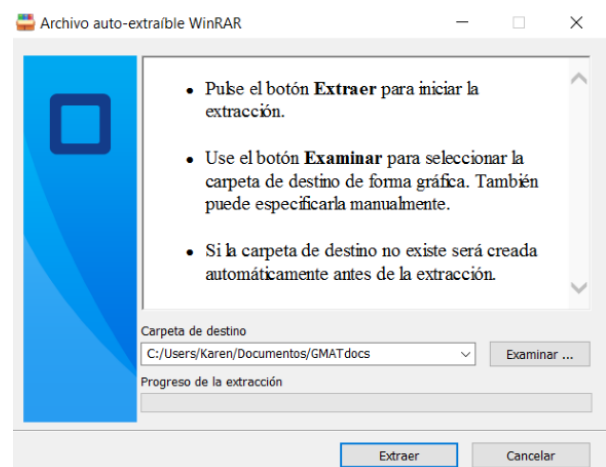 Archivo auto-extraíble WinRAR
Pulse el botón Extraer para iniciar la
extracción.
Use el botón Examinar para seleccionar la
carpeta de destino de forma gráfica. También
puede especificarla manualmente.
Si la carpeta de destino no existe será creada
automáticamente antes de la extracción.
Carpeta de destino
C:/Users/Karen/Documentos/GMATdocs
Examinar ...
Progreso de la extracción
Extraer
Cancelar